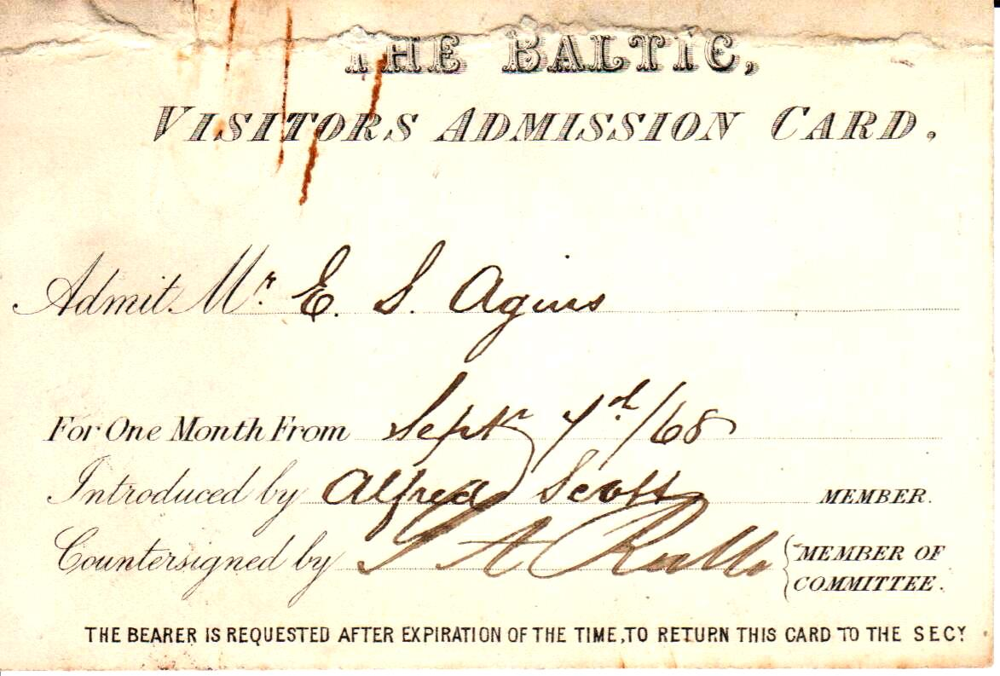 THE BALTIC,
VISITORS ADMISSION CARD.
Admit Mr. E. S. Agius
For One Month From Septr 7th/68
Introduced by Alfred Scott MEMBER.
Countersigned by A Ralli MEMBER OF
COMMITTEE.
THE BEARER IS REQUESTED AFTER EXPIRATION OF THE TIME, TO RETURN THIS CARD TO THE SECY